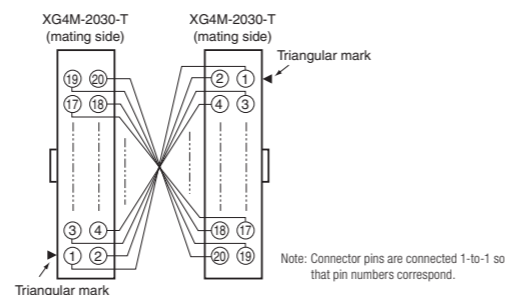 XG4M-2030-T
(mating side)
XG4M-2030-T
(mating side)
Triangular mark
19 20
17 18
3 4
1 2
2 1
4 3
18 17
20 19
Triangular mark
Note: Connector pins are connected 1-to-1 so
that pin numbers correspond.